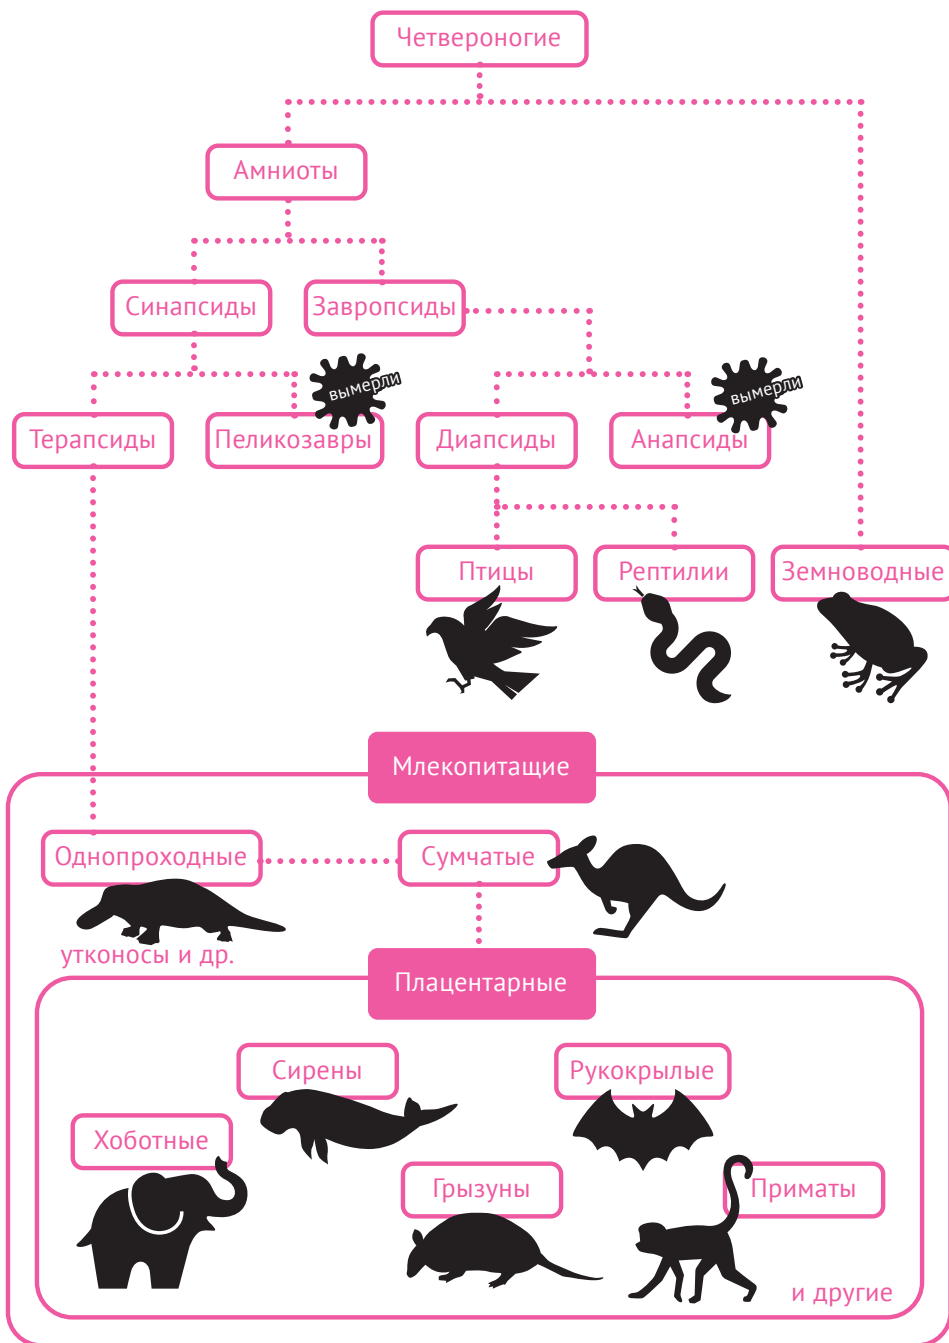 Четвероногие
Амниоты
Синапсиды
Завропсиды
вымерли
вымерли
Терапсиды
Пеликозавры
Диапсиды
Анапсиды
Птицы
Рептилии
Земноводные
Млекопитащие
Однопроходные
Сумчатые
утконосы и др.
Плацентарные
Сирены
Рукокрылые
Хоботные
Грызуны
Приматы
и другие